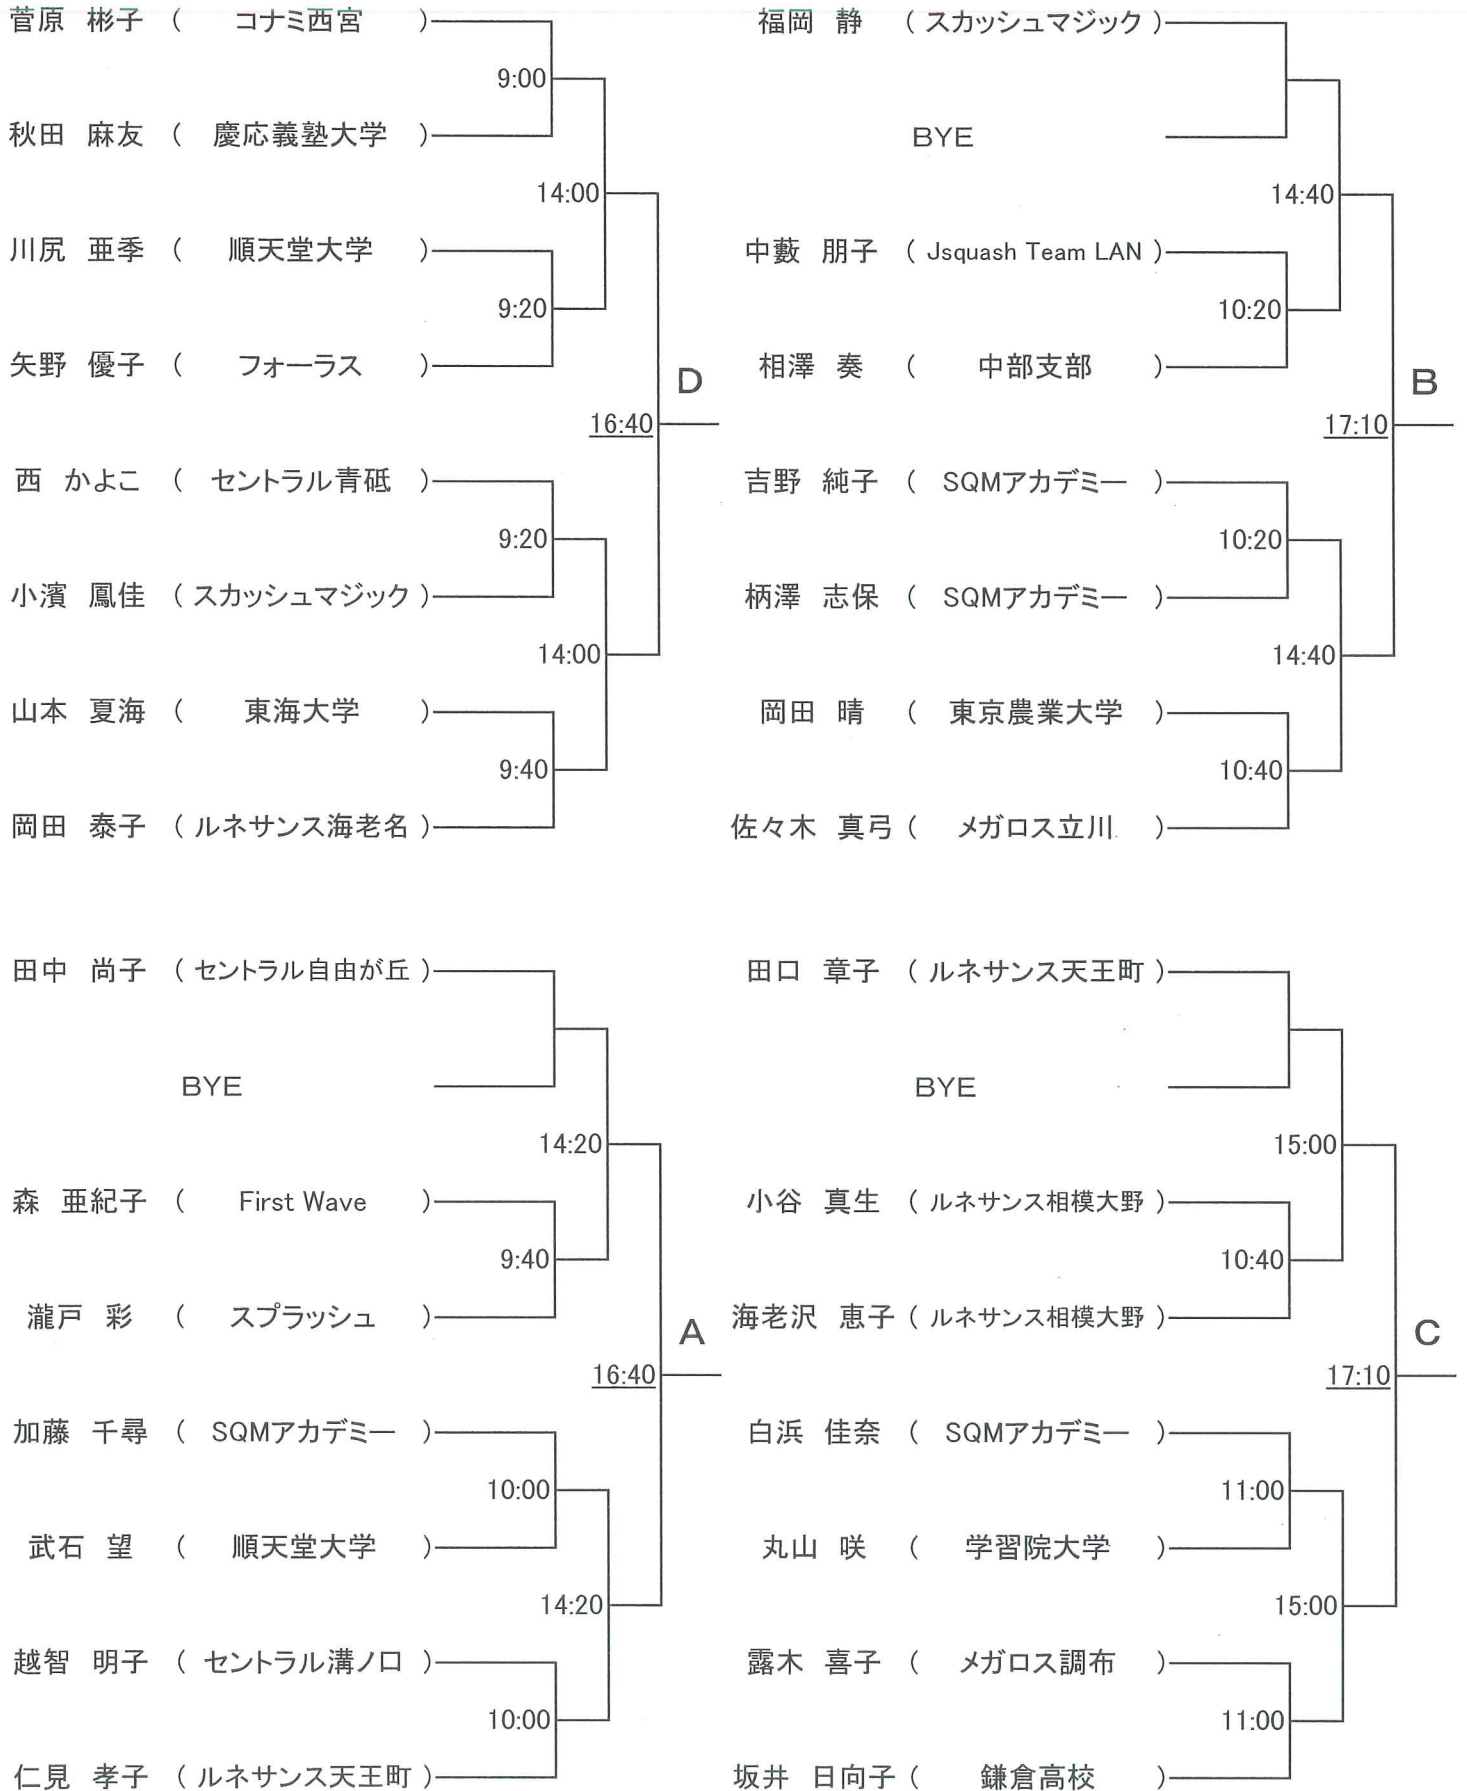 菅原 彬子 ( コナミ西宮 )
9:00
秋田 麻友 ( 慶応義塾大学 )
14:00
川尻 亜季 ( 順天堂大学 )
9:20
矢野 優子 ( フォーラス )
D
16:40
西 かよこ ( セントラル青砥 )
9:20
小濱 鳳佳 ( スカッシュマジック )
14:00
山本 夏海 ( 東海大学 )
9:40
岡田 泰子 ( ルネサンス海老名 )
福岡 静 ( スカッシュマジック )
BYE
14:40
中藪 朋子 ( Jsquash Team LAN )
10:20
相澤 奏 ( 中部支部 )
B
17:10
吉野 純子 ( SQMアカデミー )
10:20
柄澤 志保 ( SQMアカデミー )
14:40
岡田 晴 ( 東京農業大学 )
10:40
佐々木 真弓 ( メガロス立川 )
田中 尚子 ( セントラル自由が丘 )
BYE
14:20
森 亜紀子 ( First Wave )
9:40
瀧戸 彩 ( スプラッシュ )
A
16:40
加藤 千尋 ( SQMアカデミー )
10:00
武石 望 ( 順天堂大学 )
14:20
越智 明子 ( セントラル溝ノ口 )
10:00
仁見 孝子 ( ルネサンス天王町 )
田口 章子 ( ルネサンス天王町 )
BYE
15:00
小谷 真生 ( ルネサンス相模大野 )
10:40
海老沢 恵子 ( ルネサンス相模大野 )
C
17:10
白浜 佳奈 ( SQMアカデミー )
11:00
丸山 咲 ( 学習院大学 )
15:00
露木 喜子 ( メガロス調布 )
11:00
坂井 日向子 ( 鎌倉高校 )